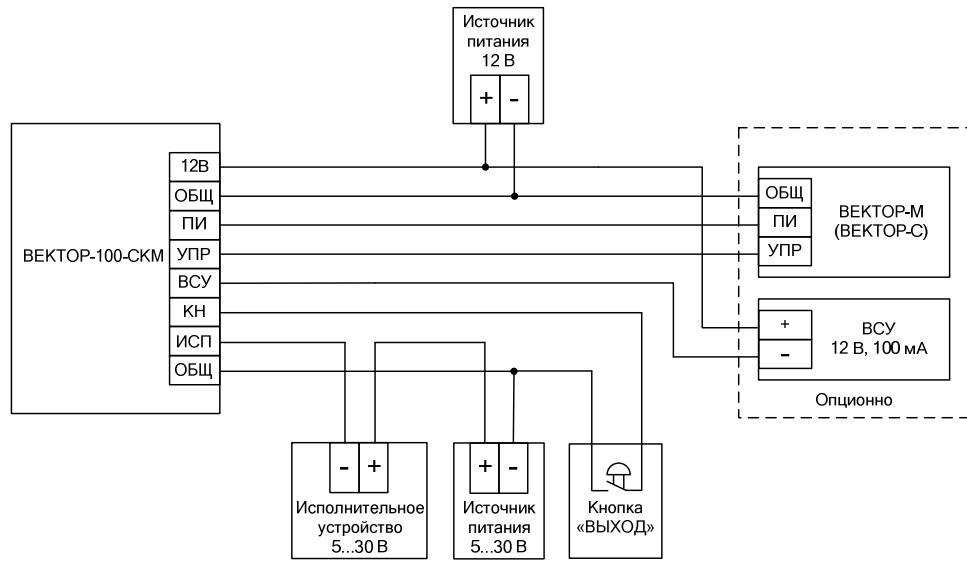 Источник
питания
12 В
+ -
ВЕКТОР-100-СКМ
12В
ОБЩ
ПИ
УПР
ВСУ
КН
ИСП
ОБЩ
ОБЩ
ПИ
УПР
ВЕКТОР-М
(ВЕКТОР-С)
+
-
ВСУ
12 В, 100 мА
Опционно
- +
Исполнительное
устройство
5...30 В
+ -
Источник
питания
5...30 В
Кнопка
«ВЫХОД»